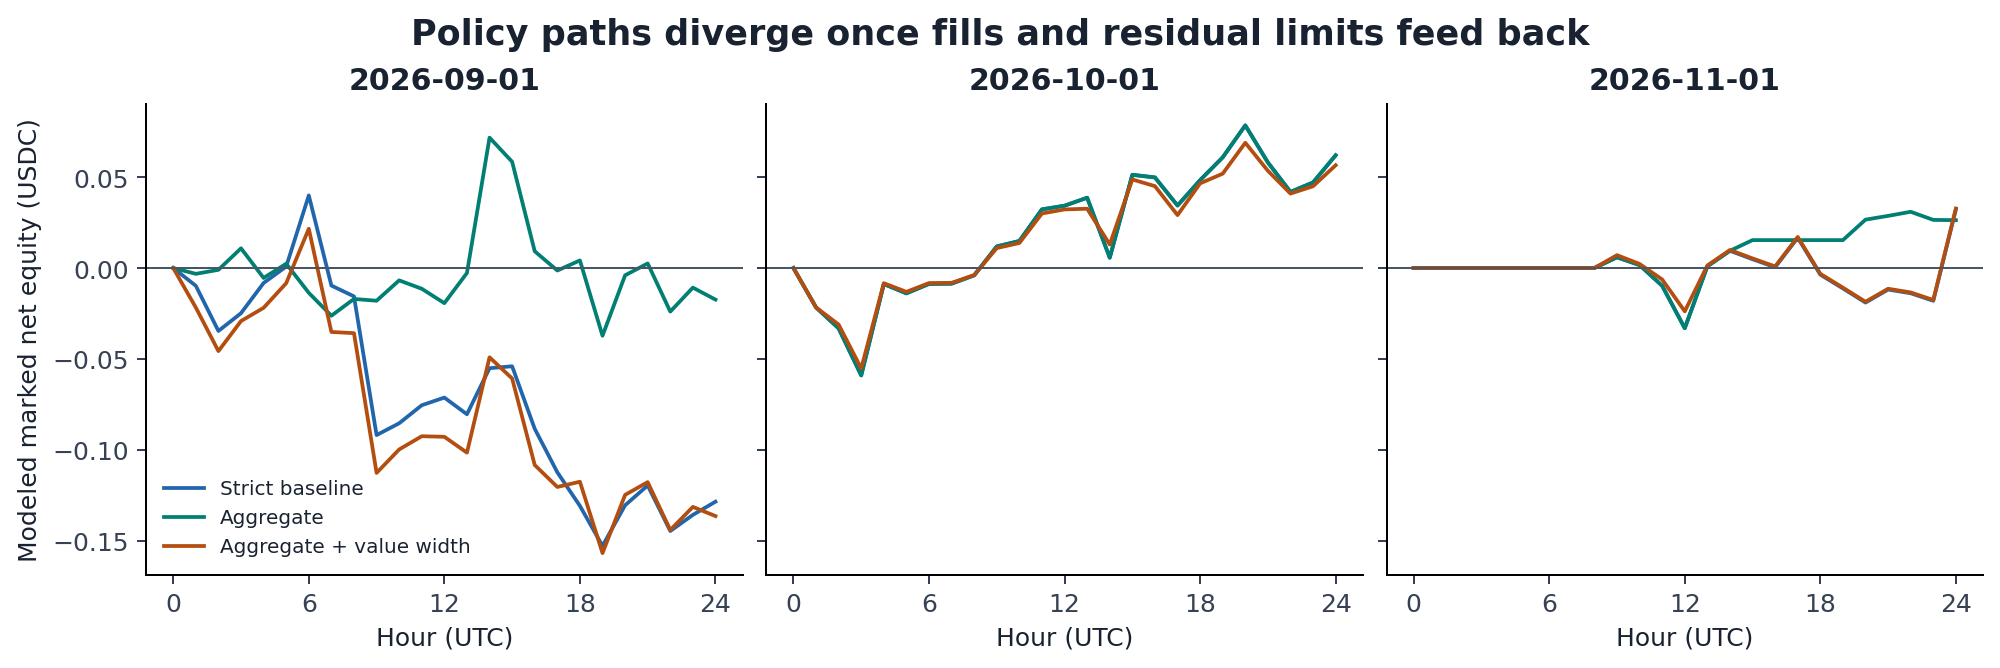 Policy paths diverge once fills and residual limits feed back
2026-09-01
2026-10-01
2026-11-01
Modeled marked net equity (USDC)
0.05
0.00
−0.05
−0.10
−0.15
Strict baseline
Aggregate
Aggregate + value width
0 6 12 18 24
0 6 12 18 24
0 6 12 18 24
Hour (UTC)
Hour (UTC)
Hour (UTC)